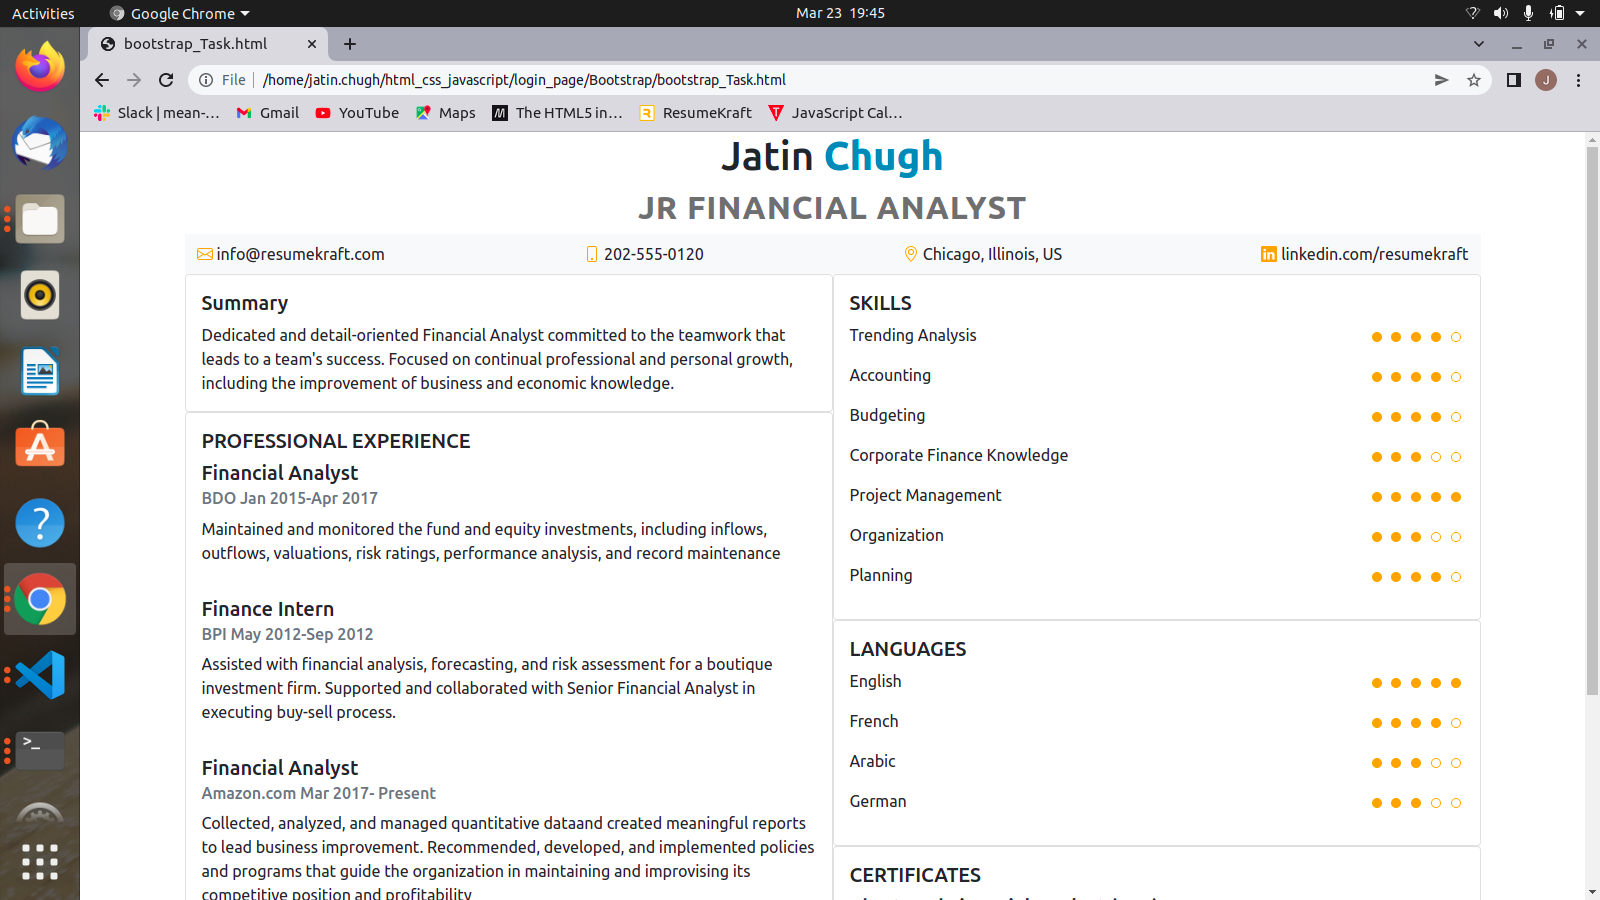 Activities
Google Chrome
Mar 23 19:45
bootstrap_Task.html
File
/home/jatin.chugh/html_css_javascript/login_page/Bootstrap/bootstrap_Task.html
J
Slack | mean-...
Gmail
YouTube
Maps
The HTML5 in...
ResumeKraft
JavaScript Cal...
Jatin Chugh
JR FINANCIAL ANALYST
info@resumekraft.com
202-555-0120
Chicago, Illinois, US
linkedin.com/resumekraft
Summary
Dedicated and detail-oriented Financial Analyst committed to the teamwork that
leads to a team's success. Focused on continual professional and personal growth,
including the improvement of business and economic knowledge.
PROFESSIONAL EXPERIENCE
Financial Analyst
BDO Jan 2015-Apr 2017
Maintained and monitored the fund and equity investments, including inflows,
outflows, valuations, risk ratings, performance analysis, and record maintenance
Finance Intern
BPI May 2012-Sep 2012
Assisted with financial analysis, forecasting, and risk assessment for a boutique
investment firm. Supported and collaborated with Senior Financial Analyst in
executing buy-sell process.
Financial Analyst
Amazon.com Mar 2017- Present
Collected, analyzed, and managed quantitative dataand created meaningful reports
to lead business improvement. Recommended, developed, and implemented policies
and programs that guide the organization in maintaining and improvising its
competitive position and profitability
SKILLS
Trending Analysis
Accounting
Budgeting
Corporate Finance Knowledge
Project Management
Organization
Planning
LANGUAGES
English
French
Arabic
German
CERTIFICATES